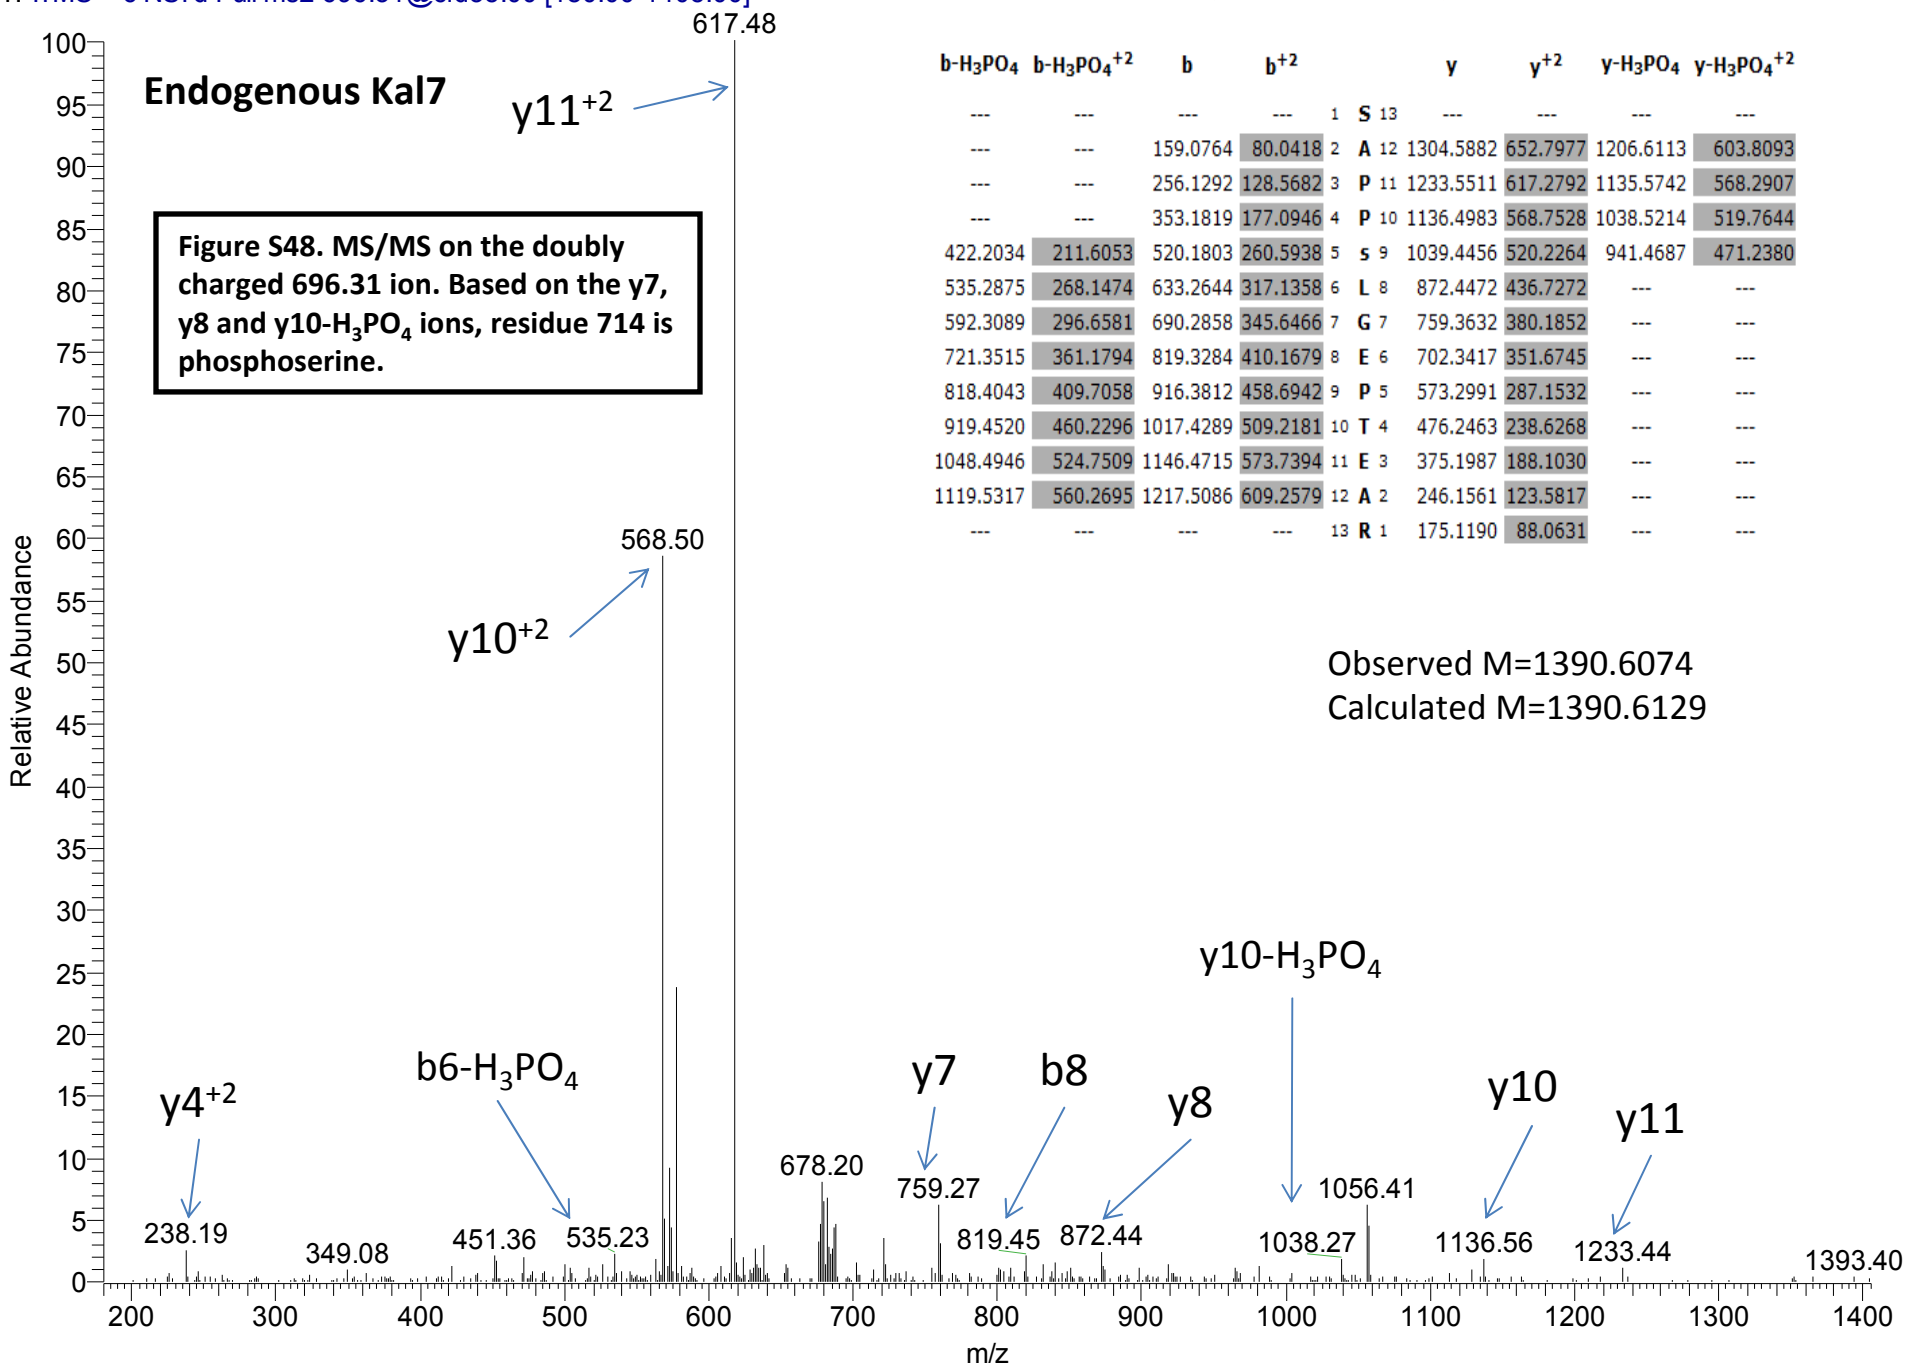 617.48
Endogenous Kal7
y11+2
Figure S48. MS/MS on the doubly
charged 696.31 ion. Based on the y7,
y8 and y10-H3PO4 ions, residue 714 is
phosphoserine.
b-H3PO4 b-H3PO4+2 b b+2 y y+2 y-H3PO4 y-H3PO4+2
--- --- --- --- 1 S 13 --- --- --- ---
--- --- 159.0764 80.0418 2 A 12 1304.5882 652.7977 1206.6113 603.8093
--- --- 256.1292 128.5682 3 P 11 1233.5511 617.2792 1135.5742 568.2907
--- --- 353.1819 177.0946 4 P 10 1136.4983 568.7528 1038.5214 519.7644
422.2034 211.6053 520.1803 260.5938 5 s 9 1039.4456 520.2264 941.4687 471.2380
535.2875 268.1474 633.2644 317.1358 6 L 8 872.4472 436.7272 --- ---
592.3089 296.6581 690.2858 345.6466 7 G 7 759.3632 380.1852 --- ---
721.3515 361.1794 819.3284 410.1679 8 E 6 702.3417 351.6745 --- ---
818.4043 409.7058 916.3812 458.6942 9 P 5 573.2991 287.1532 --- ---
919.4520 460.2296 1017.4289 509.2181 10 T 4 476.2463 238.6268 --- ---
1048.4946 524.7509 1146.4715 573.7394 11 E 3 375.1987 188.1030 --- ---
1119.5317 560.2695 1217.5086 609.2579 12 A 2 246.1561 123.5817 --- ---
--- --- --- --- 13 R 1 175.1190 88.0631 --- ---
568.50
y10+2
Observed M=1390.6074
Calculated M=1390.6129
y10-H3PO4
y4+2
b6-H3PO4
y7
b8
y8
y10
y11
238.19
349.08
451.36
535.23
678.20
759.27
819.45
872.44
1038.27
1056.41
1136.56
1233.44
1393.40
Relative Abundance
100
95
90
85
80
75
70
65
60
55
50
45
40
35
30
25
20
15
10
5
0
200 300 400 500 600 700 800 900 1000 1100 1200 1300 1400
m/z